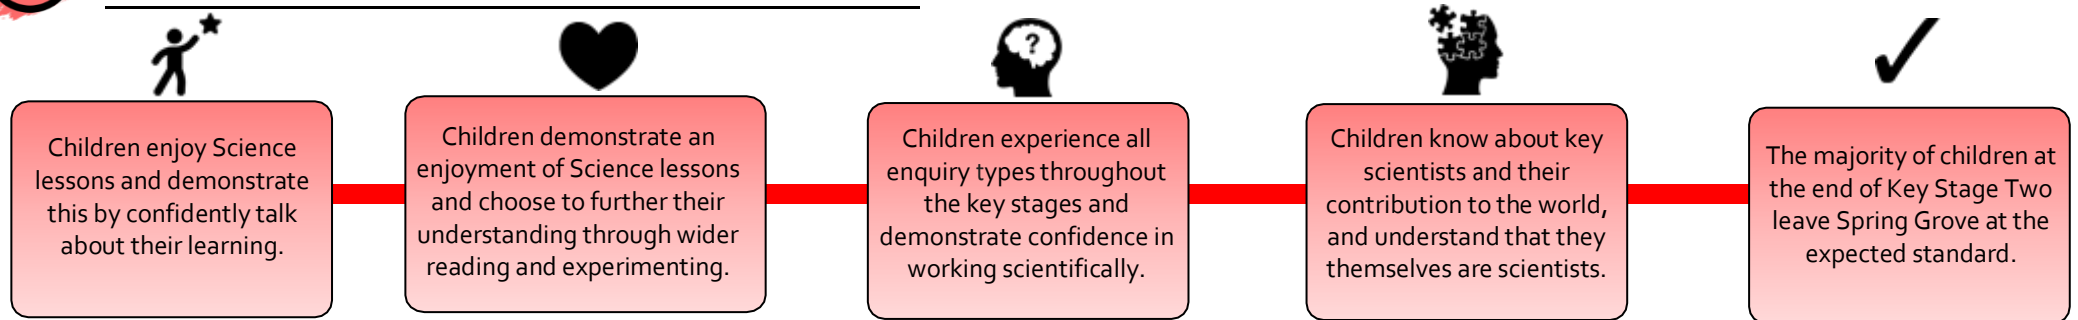 ?
Children enjoy Science
lessons and demonstrate
this by confidently talk
about their learning.
Children demonstrate an
enjoyment of Science lessons
and choose to further their
understanding through wider
reading and experimenting.
Children experience all
enquiry types throughout
the key stages and
demonstrate confidence in
working scientifically.
Children know about key
scientists and their
contribution to the world,
and understand that they
themselves are scientists.
The majority of children at
the end of Key Stage Two
leave Spring Grove at the
expected standard.